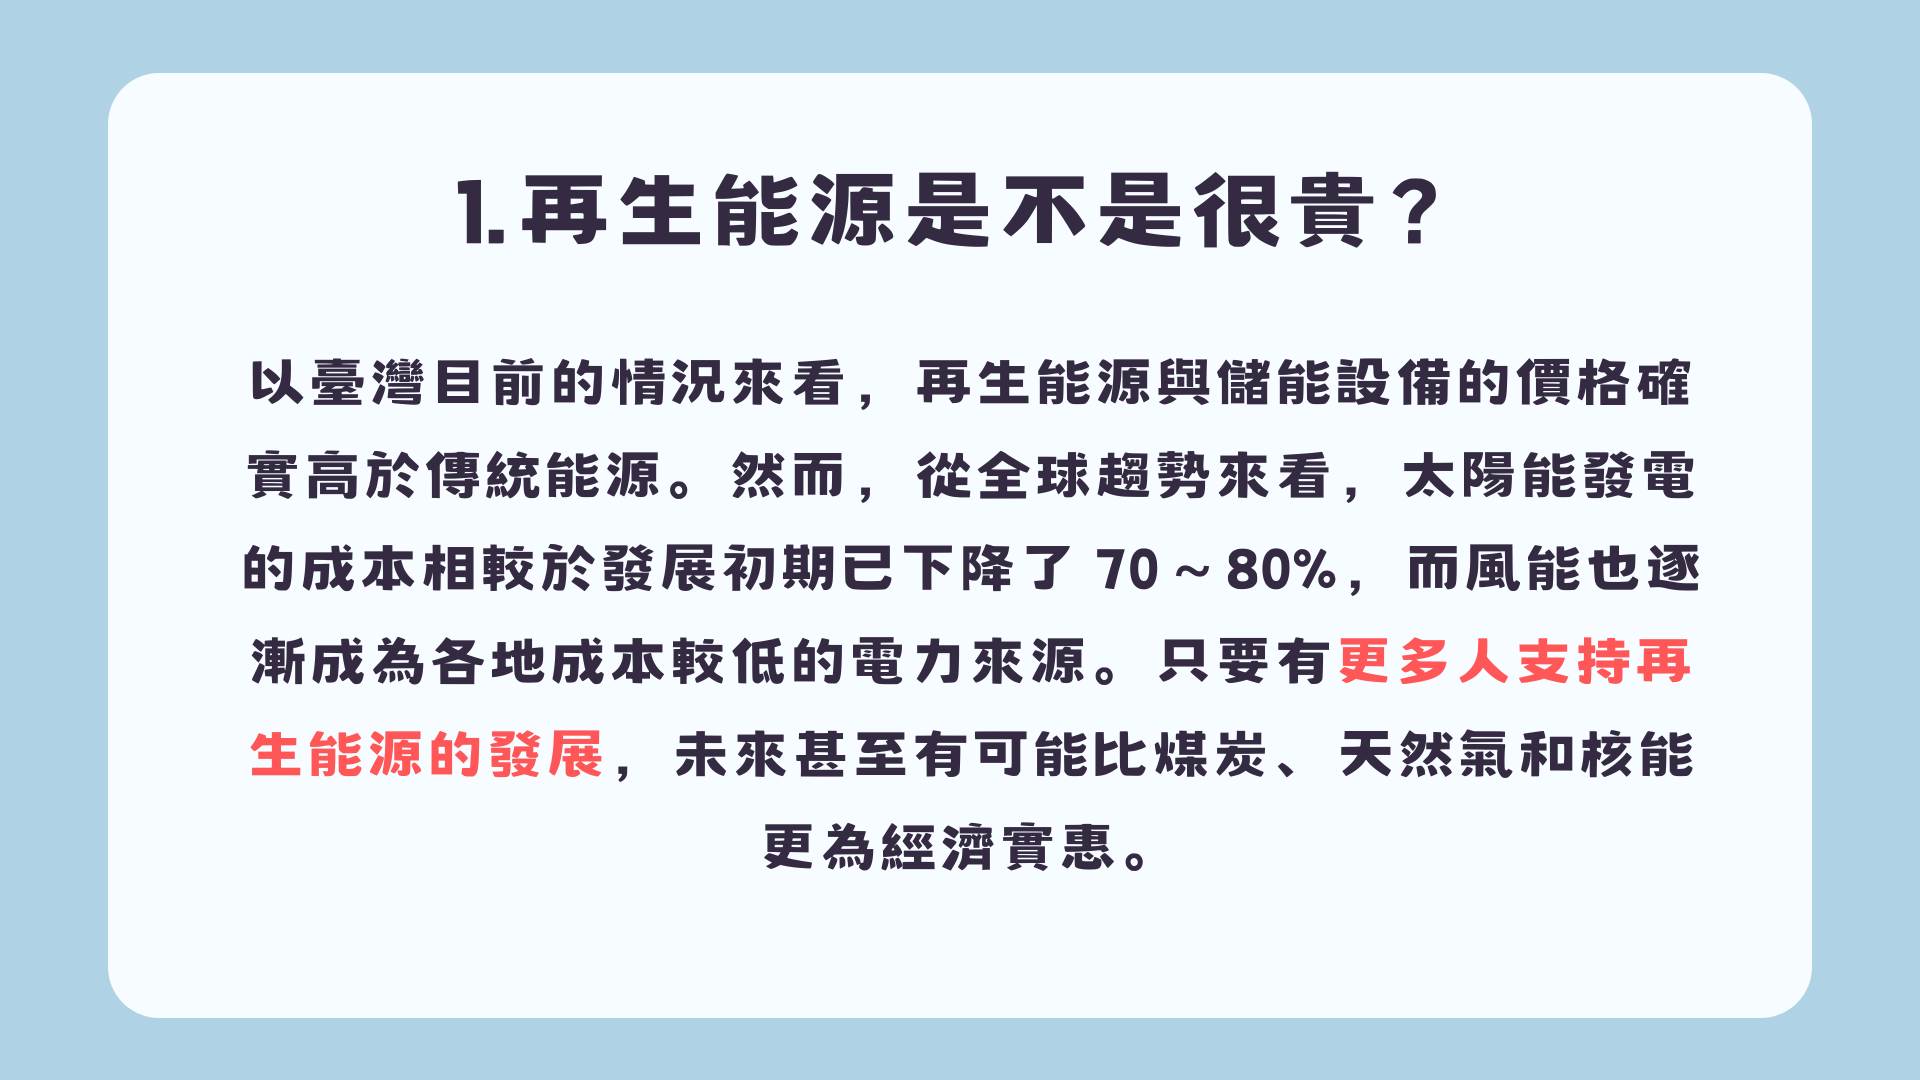 1.再生能源是不是很貴？
以臺灣目前的情況來看，再生能源與儲能設備的價格確
實高於傳統能源。然而，從全球趨勢來看，太陽能發電
的成本相較於發展初期已下降了 70～80%，而風能也逐
漸成為各地成本較低的電力來源。只要有更多人支持再
生能源的發展，未來甚至有可能比煤炭、天然氣和核能
更為經濟實惠。